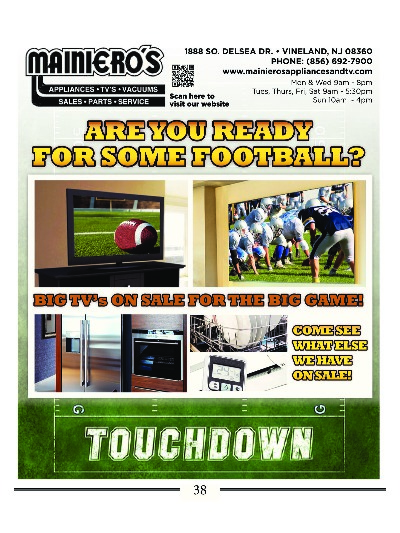 MAINIERO'S
APPLIANCES • TV'S • VACUUMS
SALES • PARTS • SERVICE
Scan here to
visit our website
1888 SO. DELSEA DR. • VINELAND, NJ 08360
PHONE: (856) 692-7900
www.mainierosappliancesandtv.com
Mon & Wed 9am - 8pm
Tues, Thurs, Fri, Sat 9am - 5:30pm
Sun 10am - 4pm
ARE YOU READY
FOR SOME FOOTBALL?
BIG TV's ON SALE FOR THE BIG GAME!
COME SEE
WHAT ELSE
WE HAVE
ON SALE!
G G
TOUCHDOWN
38